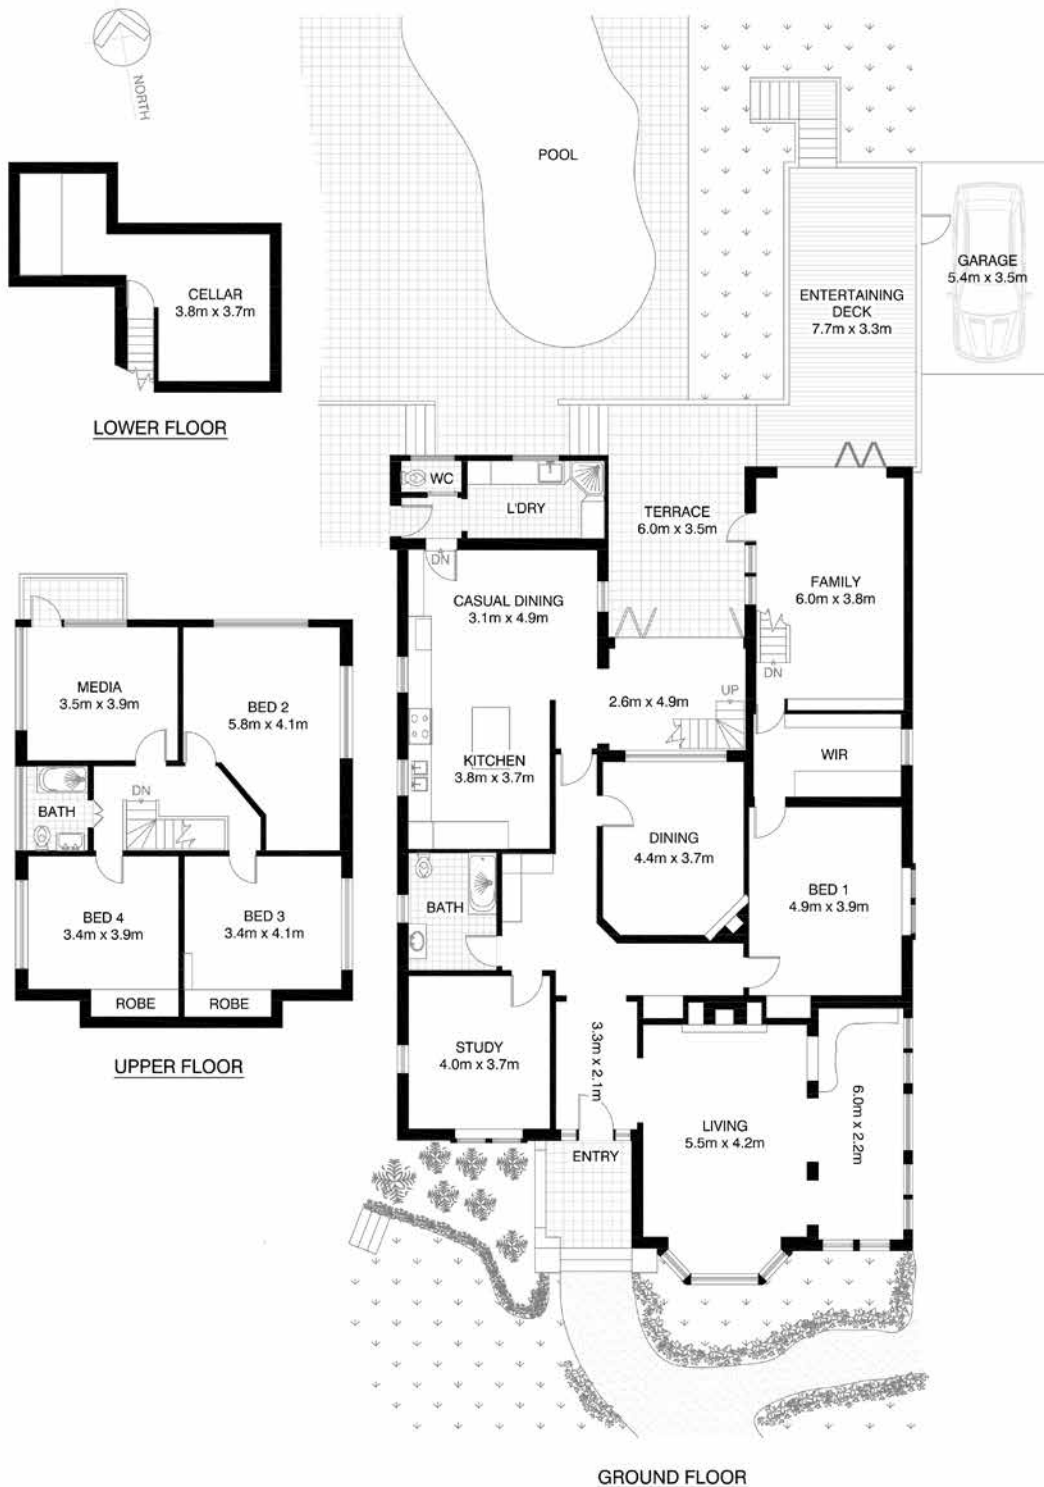 NORTH
POOL
CELLAR
3.8m x 3.7m
LOWER FLOOR
GARAGE
5.4m x 3.5m
ENTERTAINING
DECK
7.7m x 3.3m
WC
L'DRY
TERRACE
6.0m x 3.5m
DN
CASUAL DINING
3.1m x 4.9m
FAMILY
6.0m x 3.8m
DN
2.6m x 4.9m
UP
KITCHEN
3.8m x 3.7m
WIR
DINING
4.4m x 3.7m
BED 1
4.9m x 3.9m
BATH
STUDY
4.0m x 3.7m
3.3m x 2.1m
LIVING
5.5m x 4.2m
6.0m x 2.2m
ENTRY
GROUND FLOOR
MEDIA
3.5m x 3.9m
BED 2
5.8m x 4.1m
DN
BATH
BED 4
3.4m x 3.9m
BED 3
3.4m x 4.1m
ROBE
ROBE
UPPER FLOOR